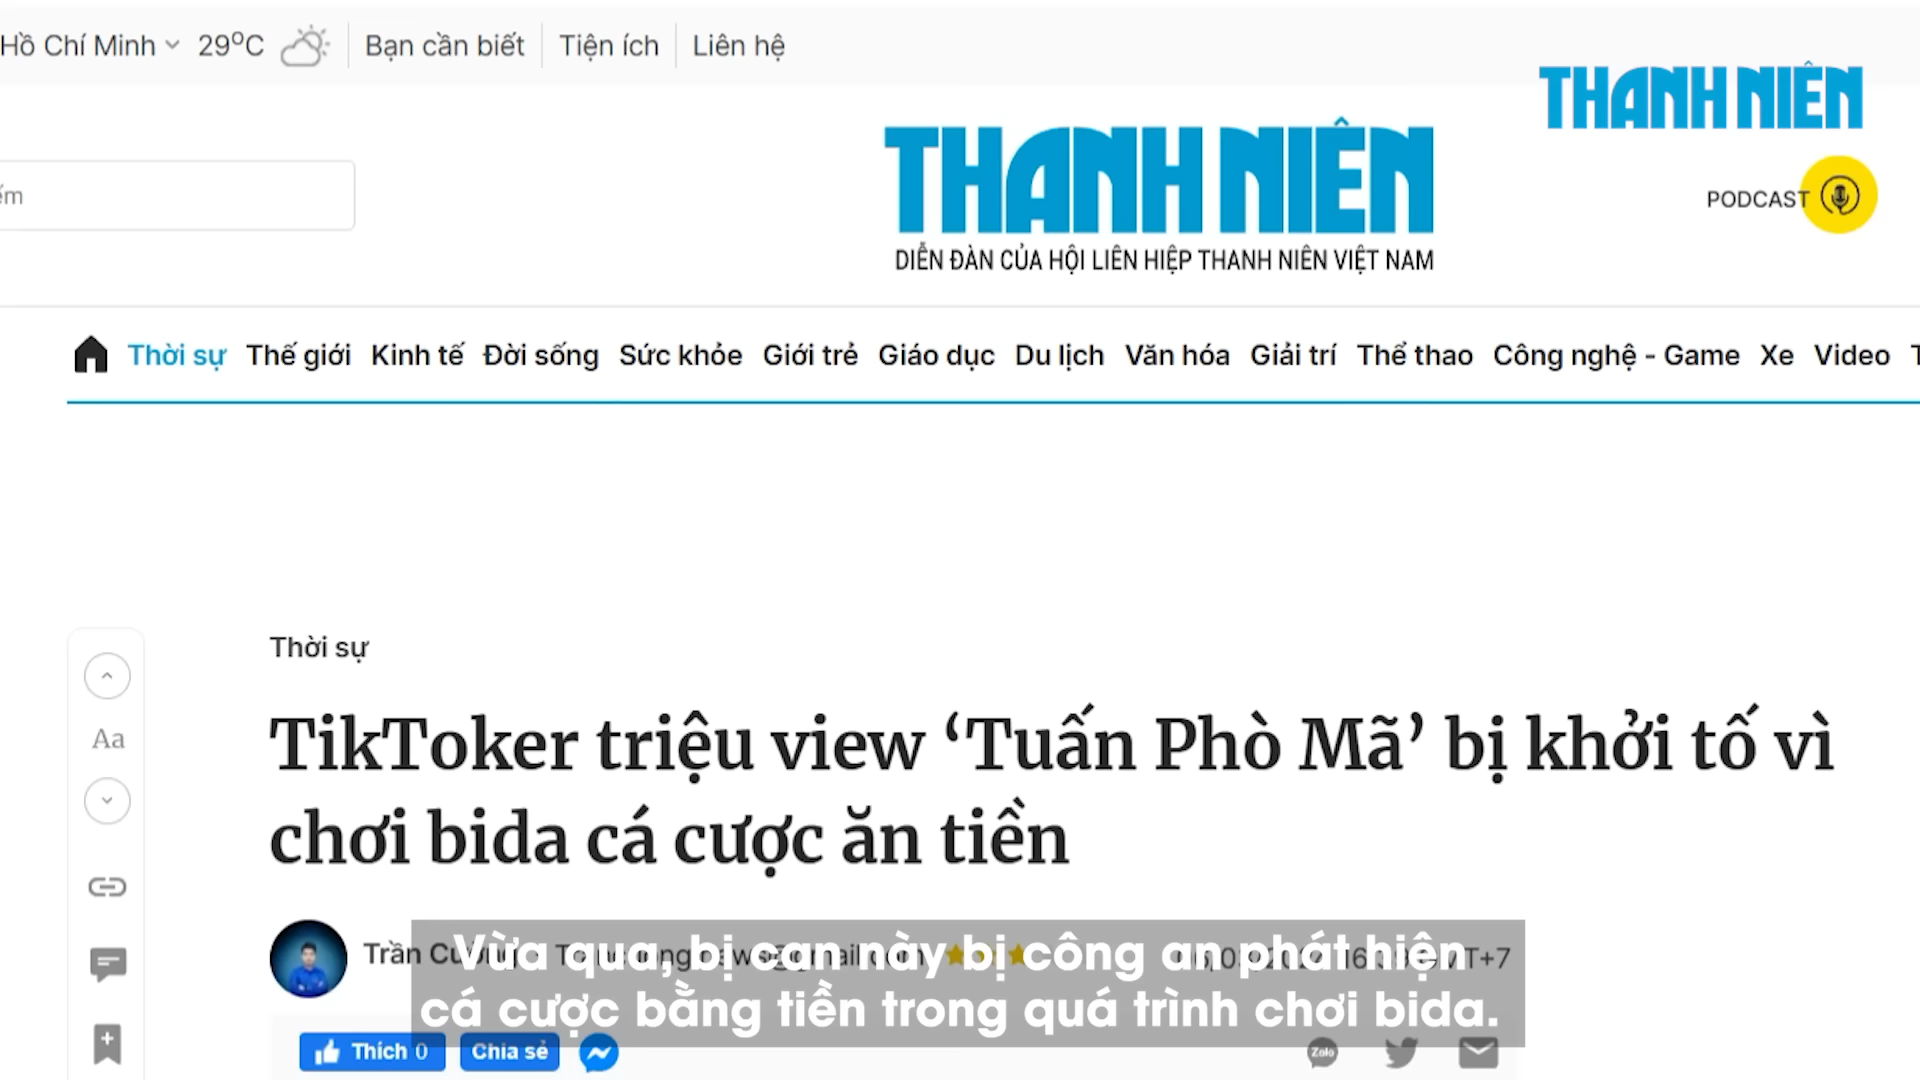 Hồ Chí Minh 29ºC Bạn cần biết Tiện ích Liên hệ
THANH NIÊN
THANH NIÊN
PODCAST
DIỄN ĐÀN CỦA HỘI LIÊN HIỆP THANH NIÊN VIỆT NAM
Thời sự Thế giới Kinh tế Đời sống Sức khỏe Giới trẻ Giáo dục Du lịch Văn hóa Giải trí Thể thao Công nghệ - Game Xe Video
Thời sự
Aa
TikToker triệu view ‘Tuấn Phò Mã’ bị khởi tố vì
chơi bida cá cược ăn tiền
Trần
Vừa qua, bị can này bị công an phát hiện
cá cược bằng tiền trong quá trình chơi bida.
Thích 0 Chia sẻ Zalo